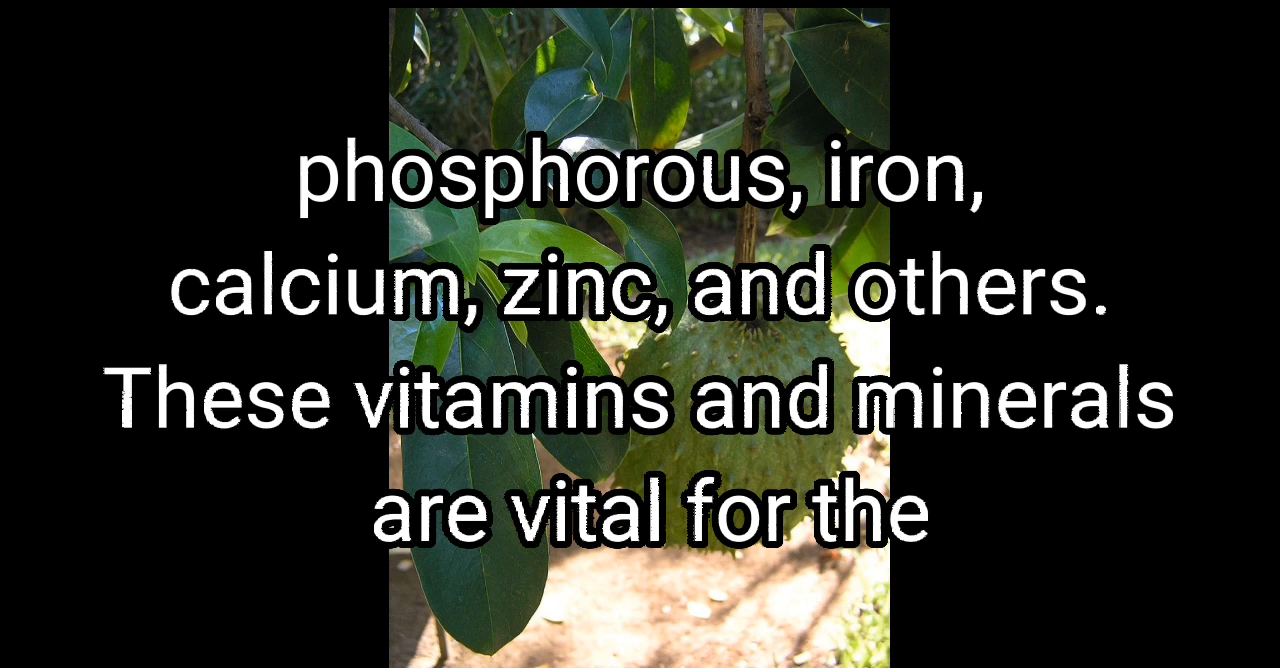 phosphorous, iron,
calcium, zinc, and others.
These vitamins and minerals
are vital for the